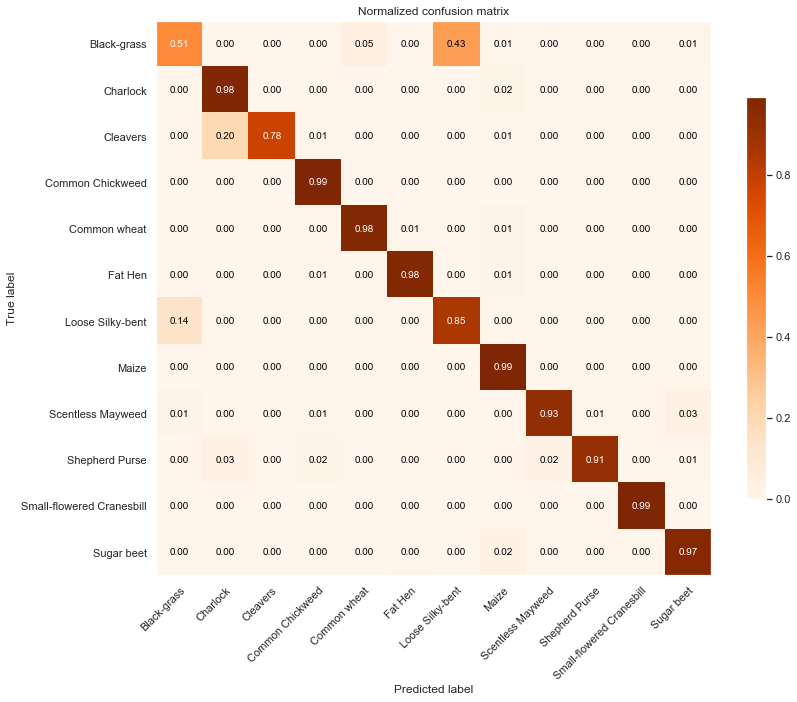 Normalized confusion matrix
Black-grass 0.51 0.00 0.00 0.00 0.05 0.00 0.43 0.01 0.00 0.00 0.00 0.01
Charlock 0.00 0.98 0.00 0.00 0.00 0.00 0.00 0.02 0.00 0.00 0.00 0.00
Cleavers 0.00 0.20 0.78 0.01 0.00 0.00 0.00 0.01 0.00 0.00 0.00 0.00
Common Chickweed 0.00 0.00 0.00 0.99 0.00 0.00 0.00 0.00 0.00 0.00 0.00 0.00
Common wheat 0.00 0.00 0.00 0.00 0.98 0.01 0.00 0.01 0.00 0.00 0.00 0.00
Fat Hen 0.00 0.00 0.00 0.01 0.00 0.98 0.00 0.01 0.00 0.00 0.00 0.00
Loose Silky-bent 0.14 0.00 0.00 0.00 0.00 0.00 0.85 0.00 0.00 0.00 0.00 0.00
Maize 0.00 0.00 0.00 0.00 0.00 0.00 0.00 0.99 0.00 0.00 0.00 0.00
Scentless Mayweed 0.01 0.00 0.00 0.01 0.00 0.00 0.00 0.00 0.93 0.01 0.00 0.03
Shepherd Purse 0.00 0.03 0.00 0.02 0.00 0.00 0.00 0.00 0.02 0.91 0.00 0.01
Small-flowered Cranesbill 0.00 0.00 0.00 0.00 0.00 0.00 0.00 0.00 0.00 0.00 0.99 0.00
Sugar beet 0.00 0.00 0.00 0.00 0.00 0.00 0.00 0.02 0.00 0.00 0.00 0.97
True label
Black-grass
Charlock
Cleavers
Common Chickweed
Common wheat
Fat Hen
Loose Silky-bent
Maize
Scentless Mayweed
Shepherd Purse
Small-flowered Cranesbill
Sugar beet
Predicted label
0.8
0.6
0.4
0.2
0.0